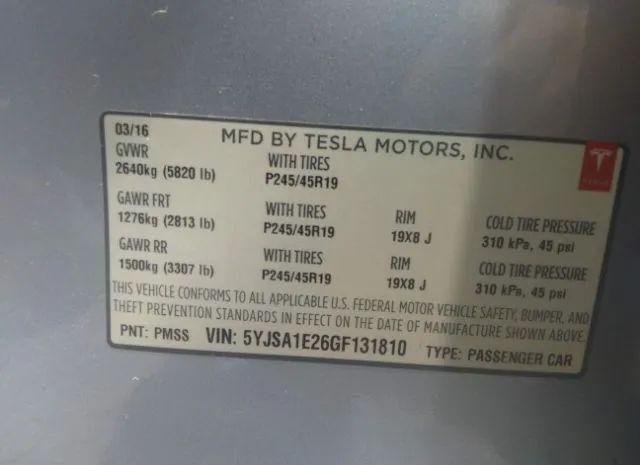 03/16
MFD BY TESLA MOTORS, INC.
GVWR
2640kg (5820 lb)
WITH TIRES
P245/45R19
GAWR FRT
1276kg (2813 lb)
WITH TIRES
P245/45R19
RIM
19X8 J
COLD TIRE PRESSURE
310 kPa, 45 psi
GAWR RR
1500kg (3307 lb)
WITH TIRES
P245/45R19
RIM
19X8 J
COLD TIRE PRESSURE
310 kPa, 45 psi
THIS VEHICLE CONFORMS TO ALL APPLICABLE U.S. FEDERAL MOTOR VEHICLE SAFETY, BUMPER, AND
THEFT PREVENTION STANDARDS IN EFFECT ON THE DATE OF MANUFACTURE SHOWN ABOVE.
PNT: PMSS VIN: 5YJSA1E26GF131810 TYPE: PASSENGER CAR